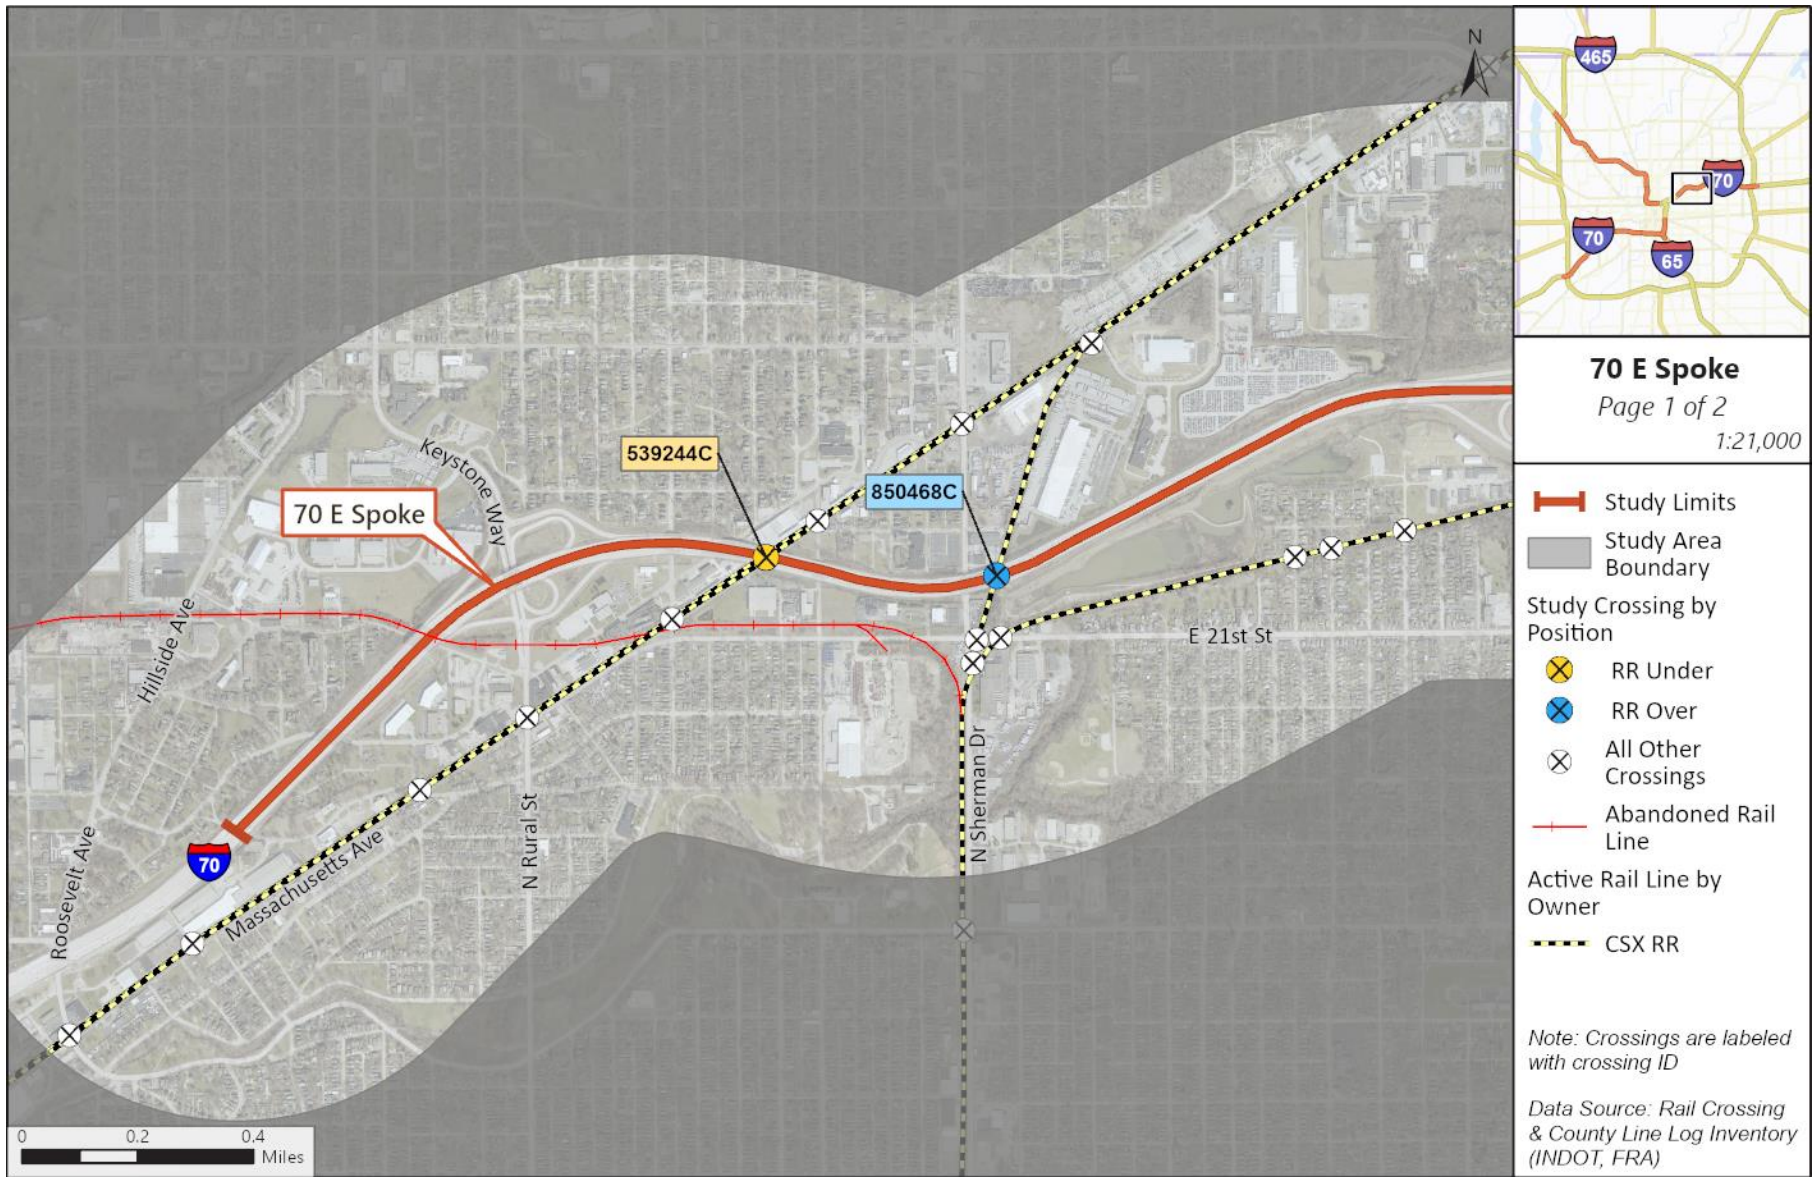 N
Keystone Way
539244C
850468C
70 E Spoke
Hillside Ave
E 21st St
N Sherman Dr
N Rural St
Massachusetts Ave
Roosevelt Ave
70
0 0.2 0.4
Miles
465
70
70
65
70 E Spoke
Page 1 of 2
1:21,000
Study Limits
Study Area
Boundary
Study Crossing by
Position
RR Under
RR Over
All Other
Crossings
Abandoned Rail
Line
Active Rail Line by
Owner
CSX RR
Note: Crossings are labeled
with crossing ID
Data Source: Rail Crossing
& County Line Log Inventory
(INDOT, FRA)